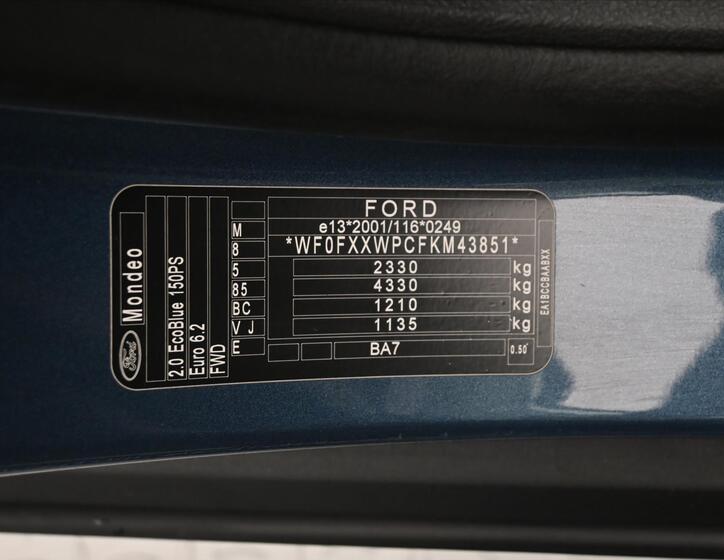 Ford
Mondeo
2.0 EcoBlue 150PS
Euro 6.2
FWD
M
8
5
85
BC
V J
E
FORD
e13*2001/116*0249
*WF0FXXWPCFKM43851*
2330 kg
4330 kg
1210 kg
1135 kg
BA7
0.50
EA1BCCBAABXX